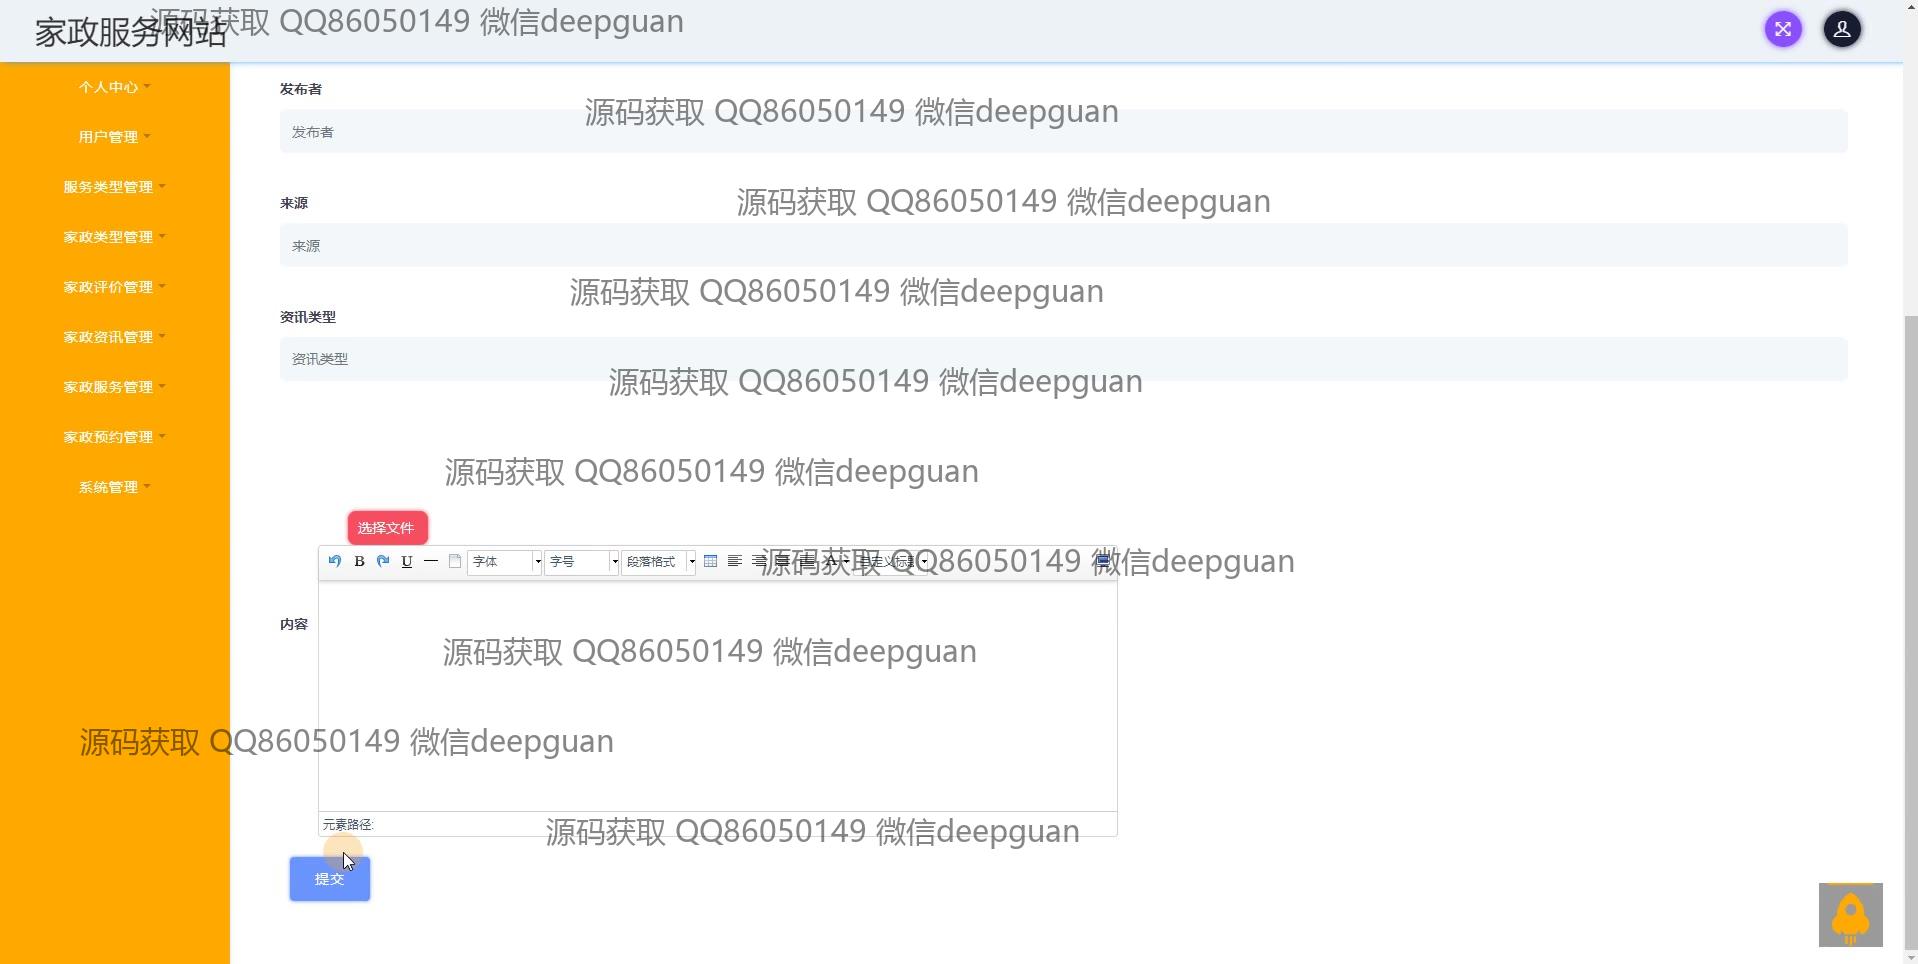 家政服务网站
源码获取 QQ86050149 微信deepguan
个人中心
用户管理
服务类型管理
家政类型管理
家政评价管理
家政资讯管理
家政服务管理
家政预约管理
系统管理
发布者
源码获取 QQ86050149 微信deepguan
发布者
来源
源码获取 QQ86050149 微信deepguan
来源
源码获取 QQ86050149 微信deepguan
资讯类型
资讯类型
源码获取 QQ86050149 微信deepguan
源码获取 QQ86050149 微信deepguan
选择文件
B U 字体 字号 段落格式 A 自定义标题
源码获取 QQ86050149 微信deepguan
内容
源码获取 QQ86050149 微信deepguan
源码获取 QQ86050149 微信deepguan
元素路径:
源码获取 QQ86050149 微信deepguan
提交